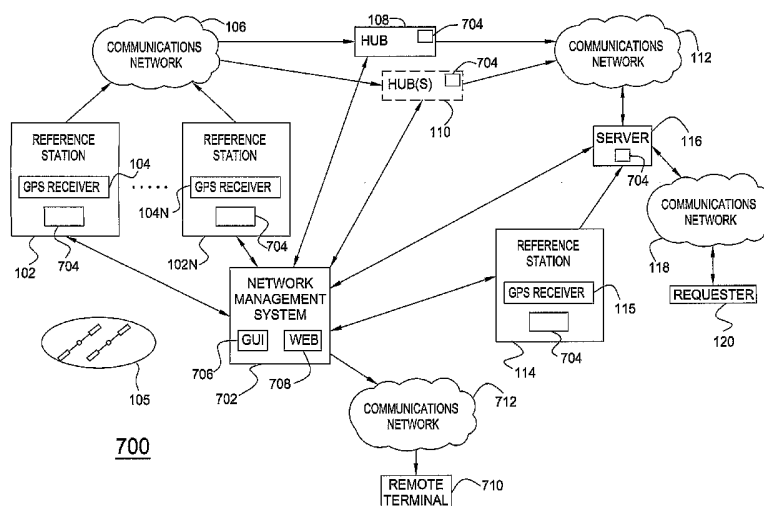 106
COMMUNICATIONS
NETWORK
108
704
HUB
704
HUB(S)
110
COMMUNICATIONS
NETWORK
112
REFERENCE
STATION
104
GPS RECEIVER
704
102
.....
REFERENCE
STATION
GPS RECEIVER
104N
704
102N
SERVER
116
704
COMMUNICATIONS
NETWORK
118
REQUESTER
120
REFERENCE
STATION
GPS RECEIVER
115
704
114
NETWORK
MANAGEMENT
SYSTEM
GUI
WEB
706
708
702
105
712
COMMUNICATIONS
NETWORK
700
REMOTE
TERMINAL
710